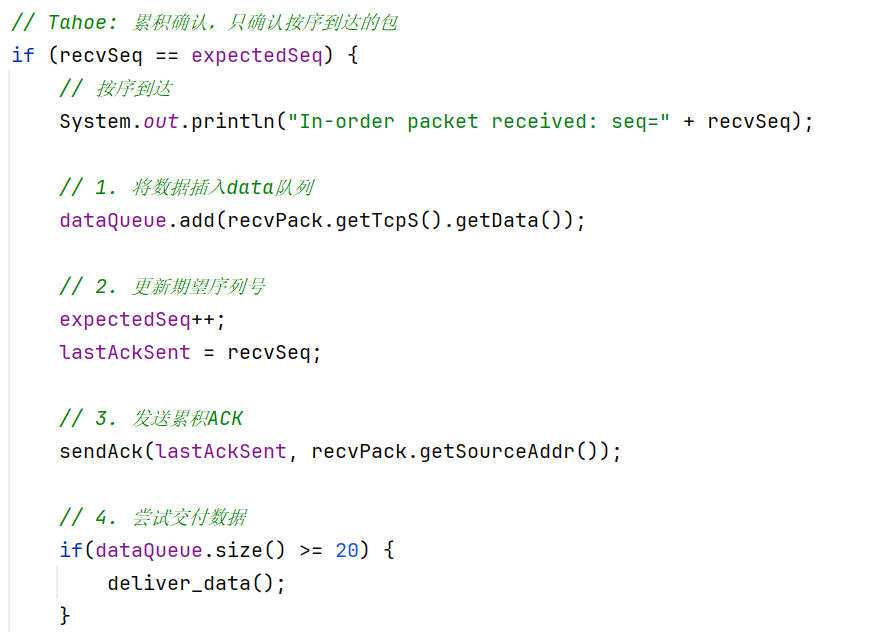 // Tahoe: 累积确认，只确认按序到达的包
if (recvSeq == expectedSeq) {
// 按序到达
System.out.println("In-order packet received: seq=" + recvSeq);
// 1. 将数据插入data队列
dataQueue.add(recvPack.getTcpS().getData());
// 2. 更新期望序列号
expectedSeq++;
lastAckSent = recvSeq;
// 3. 发送累积ACK
sendAck(lastAckSent, recvPack.getSourceAddr());
// 4. 尝试交付数据
if(dataQueue.size() >= 20) {
deliver_data();
}